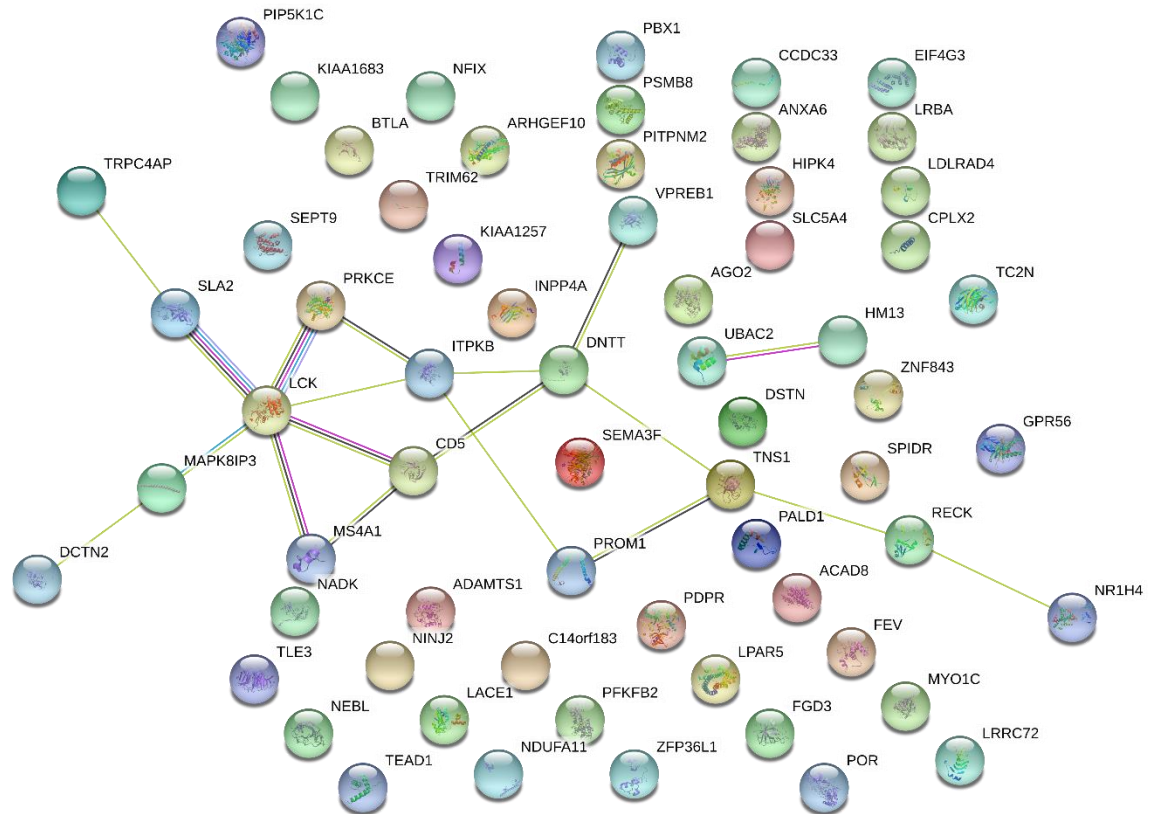 PIP5K1C
PBX1
CCDC33
EIF4G3
KIAA1683
NFIX
PSMB8
ANXA6
LRBA
BTLA
ARHGEF10
PITPNM2
HIPK4
LDLRAD4
TRPC4AP
TRIM62
VPREB1
SLC5A4
CPLX2
SEPT9
KIAA1257
AGO2
TC2N
SLA2
PRKCE
INPP4A
UBAC2
HM13
ITPKB
DNTT
ZNF843
LCK
DSTN
GPR56
MAPK8IP3
CD5
SEMA3F
TNS1
SPIDR
DCTN2
MS4A1
PROM1
PALD1
RECK
NADK
ADAMTS1
PDPR
ACAD8
NR1H4
TLE3
NINJ2
C14orf183
LPAR5
FEV
NEBL
LACE1
PFKFB2
FGD3
MYO1C
TEAD1
NDUFA11
ZFP36L1
POR
LRRC72